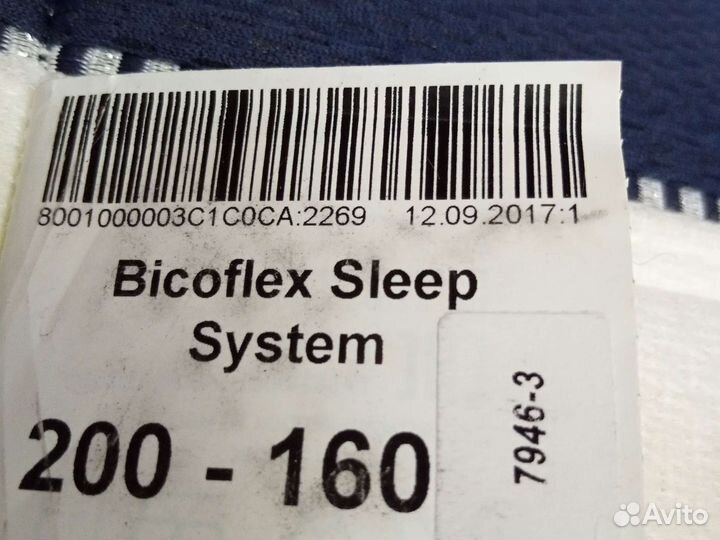 8001000003C1C0CA:2269 12.09.2017:1
Bicoflex Sleep
System
200 - 160
7946-3
Avito